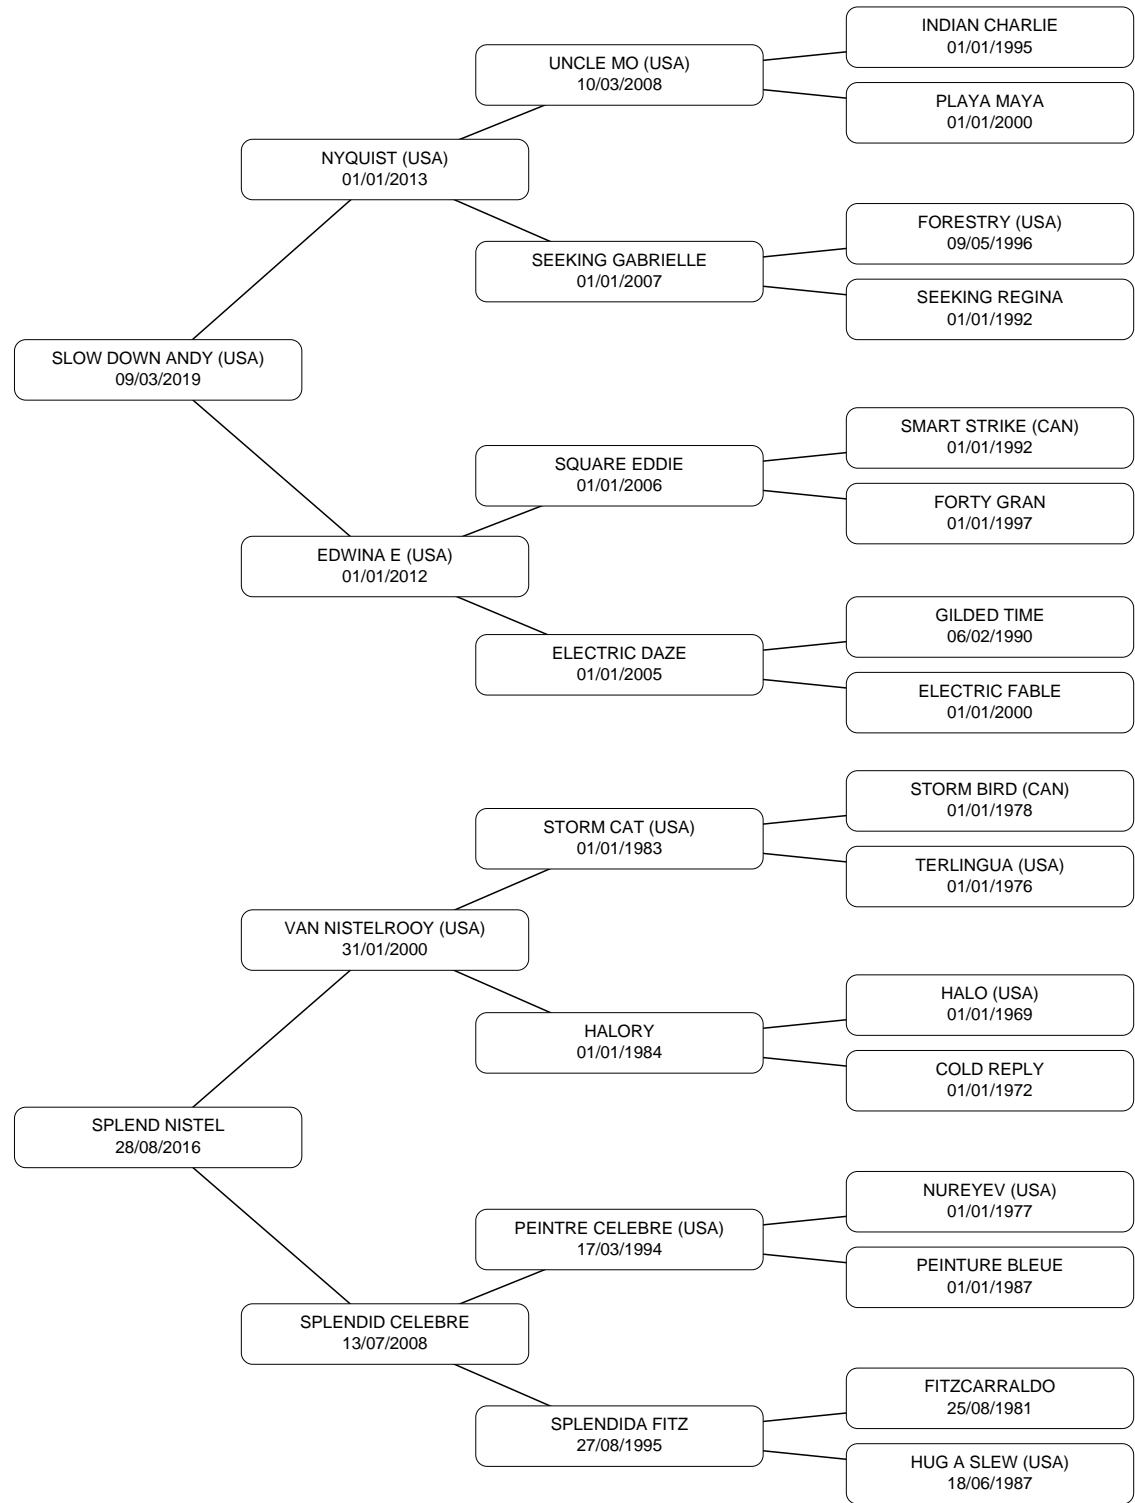 INDIAN CHARLIE
01/01/1995
UNCLE MO (USA)
10/03/2008
PLAYA MAYA
01/01/2000
NYQUIST (USA)
01/01/2013
FORESTRY (USA)
09/05/1996
SEEKING GABRIELLE
01/01/2007
SEEKING REGINA
01/01/1992
SLOW DOWN ANDY (USA)
09/03/2019
SMART STRIKE (CAN)
01/01/1992
SQUARE EDDIE
01/01/2006
FORTY GRAN
01/01/1997
EDWINA E (USA)
01/01/2012
GILDED TIME
06/02/1990
ELECTRIC DAZE
01/01/2005
ELECTRIC FABLE
01/01/2000
STORM BIRD (CAN)
01/01/1978
STORM CAT (USA)
01/01/1983
TERLINGUA (USA)
01/01/1976
VAN NISTELROOY (USA)
31/01/2000
HALO (USA)
01/01/1969
HALORY
01/01/1984
COLD REPLY
01/01/1972
SPLEND NISTEL
28/08/2016
NUREYEV (USA)
01/01/1977
PEINTRE CELEBRE (USA)
17/03/1994
PEINTURE BLEUE
01/01/1987
SPLENDID CELEBRE
13/07/2008
FITZCARRALDO
25/08/1981
SPLENDIDA FITZ
27/08/1995
HUG A SLEW (USA)
18/06/1987